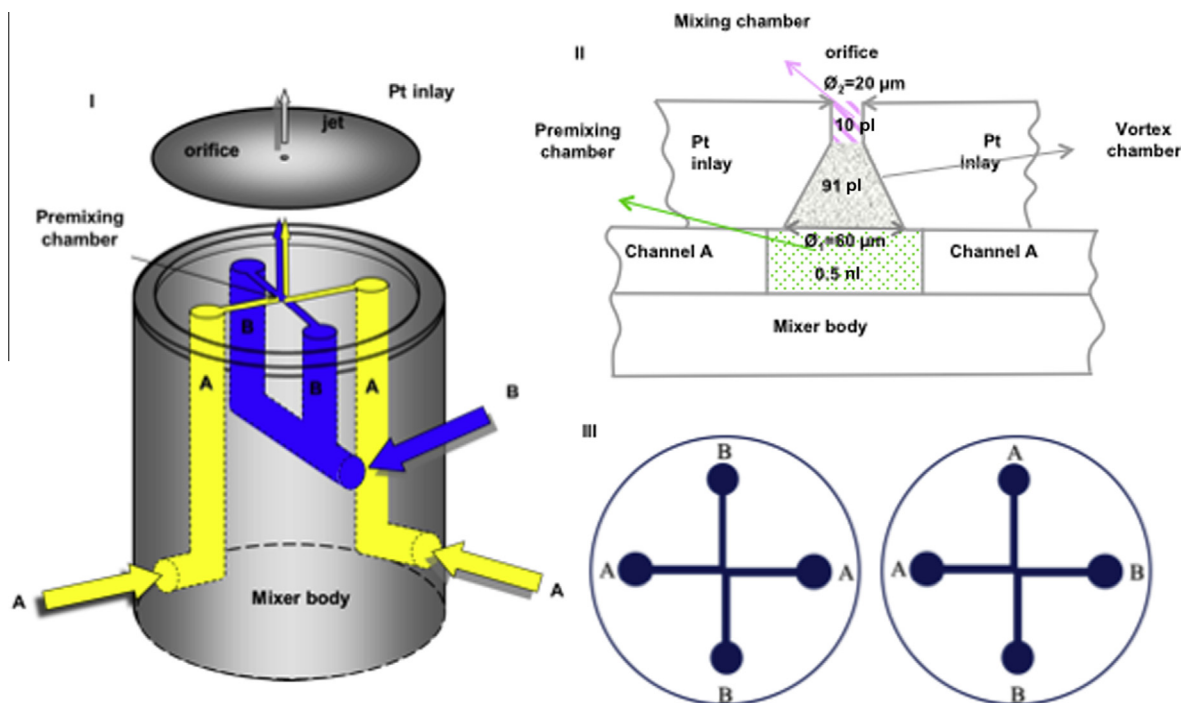 I
Pt inlay
jet
orifice
Premixing
chamber
B
A
B
A
B
A
A
Mixer body
II
Mixing chamber
orifice
Ø2=20 µm
Premixing
chamber
Pt
inlay
10 pl
Pt
inlay
Vortex
chamber
91 pl
Channel A
Ø1=60 µm
Channel A
0.5 nl
Mixer body
III
B
A
A
B
A
A
B
B